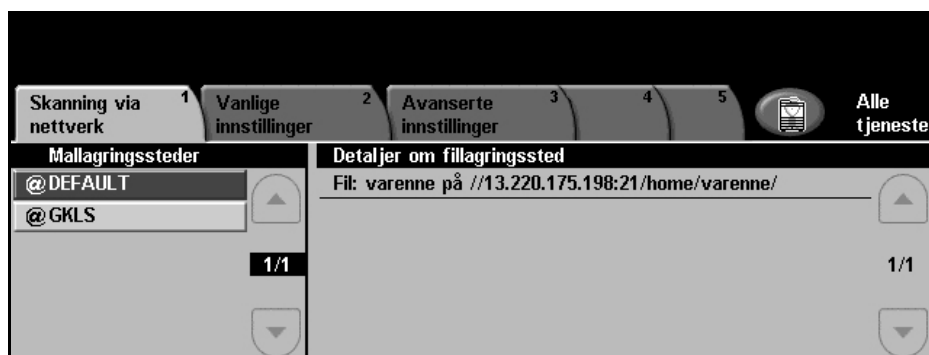 Skanning via nettverk 1
Vanlige innstillinger 2
Avanserte innstillinger 3
4
5
Alle
tjeneste
Mallagringssteder
Detaljer om fillagringssted
@DEFAULT
Fil: varenne på //13.220.175.198:21/home/varenne/
@GKLS
1/1
1/1